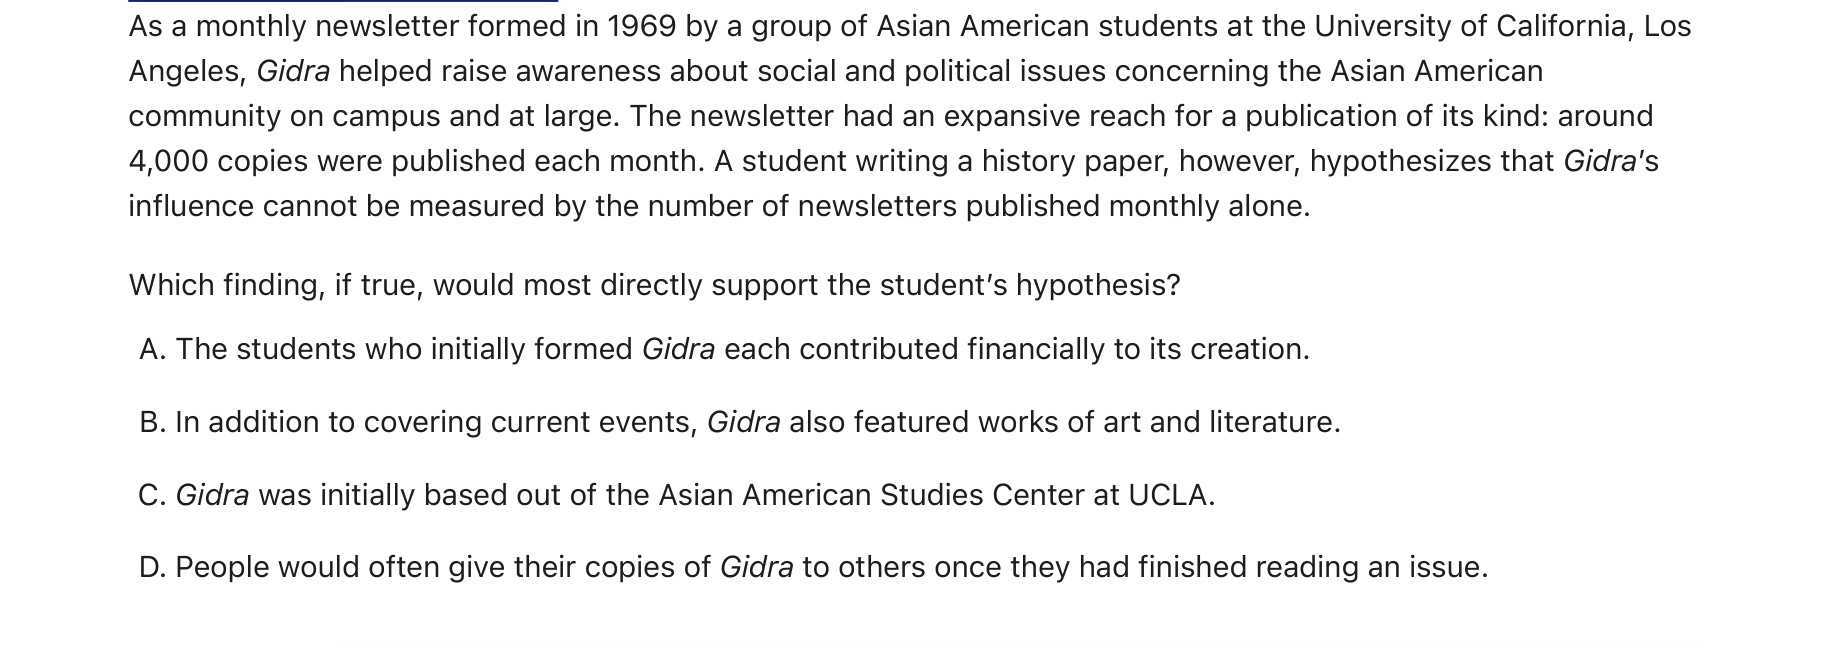 As a monthly newsletter formed in 1969 by a group of Asian American students at the University of California, Los
Angeles, Gidra helped raise awareness about social and political issues concerning the Asian American
community on campus and at large. The newsletter had an expansive reach for a publication of its kind: around
4,000 copies were published each month. A student writing a history paper, however, hypothesizes that Gidra's
influence cannot be measured by the number of newsletters published monthly alone.
Which finding, if true, would most directly support the student’s hypothesis?
A. The students who initially formed Gidra each contributed financially to its creation.
B. In addition to covering current events, Gidra also featured works of art and literature.
C. Gidra was initially based out of the Asian American Studies Center at UCLA.
D. People would often give their copies of Gidra to others once they had finished reading an issue.